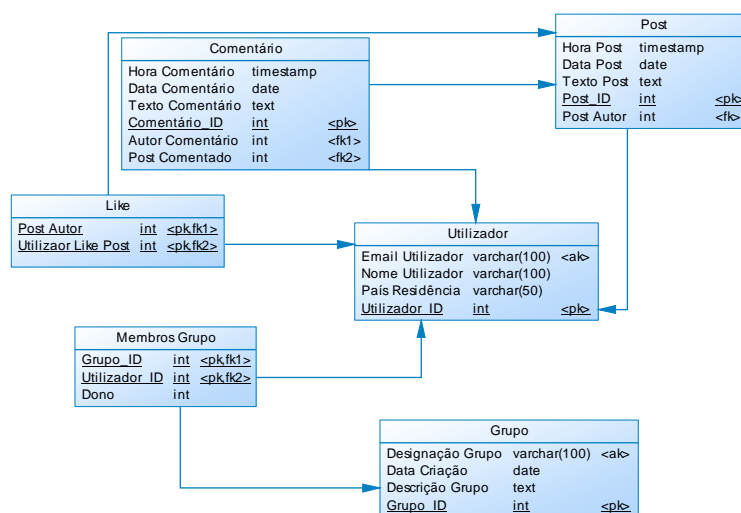 Post
Hora Post timestamp
Data Post date
Texto Post text
Post_ID int <pk>
Post Autor int <fk>
Comentário
Hora Comentário timestamp
Data Comentário date
Texto Comentário text
Comentário_ID int <pk>
Autor Comentário int <fk1>
Post Comentado int <fk2>
Like
Post Autor int <pk,fk1>
Utilizaor Like Post int <pk,fk2>
Utilizador
Email Utilizador varchar(100) <ak>
Nome Utilizador varchar(100)
País Residência varchar(50)
Utilizador_ID int <pk>
Membros Grupo
Grupo_ID int <pk,fk1>
Utilizador_ID int <pk,fk2>
Dono int
Grupo
Designação Grupo varchar(100) <ak>
Data Criação date
Descrição Grupo text
Grupo_ID int <pk>